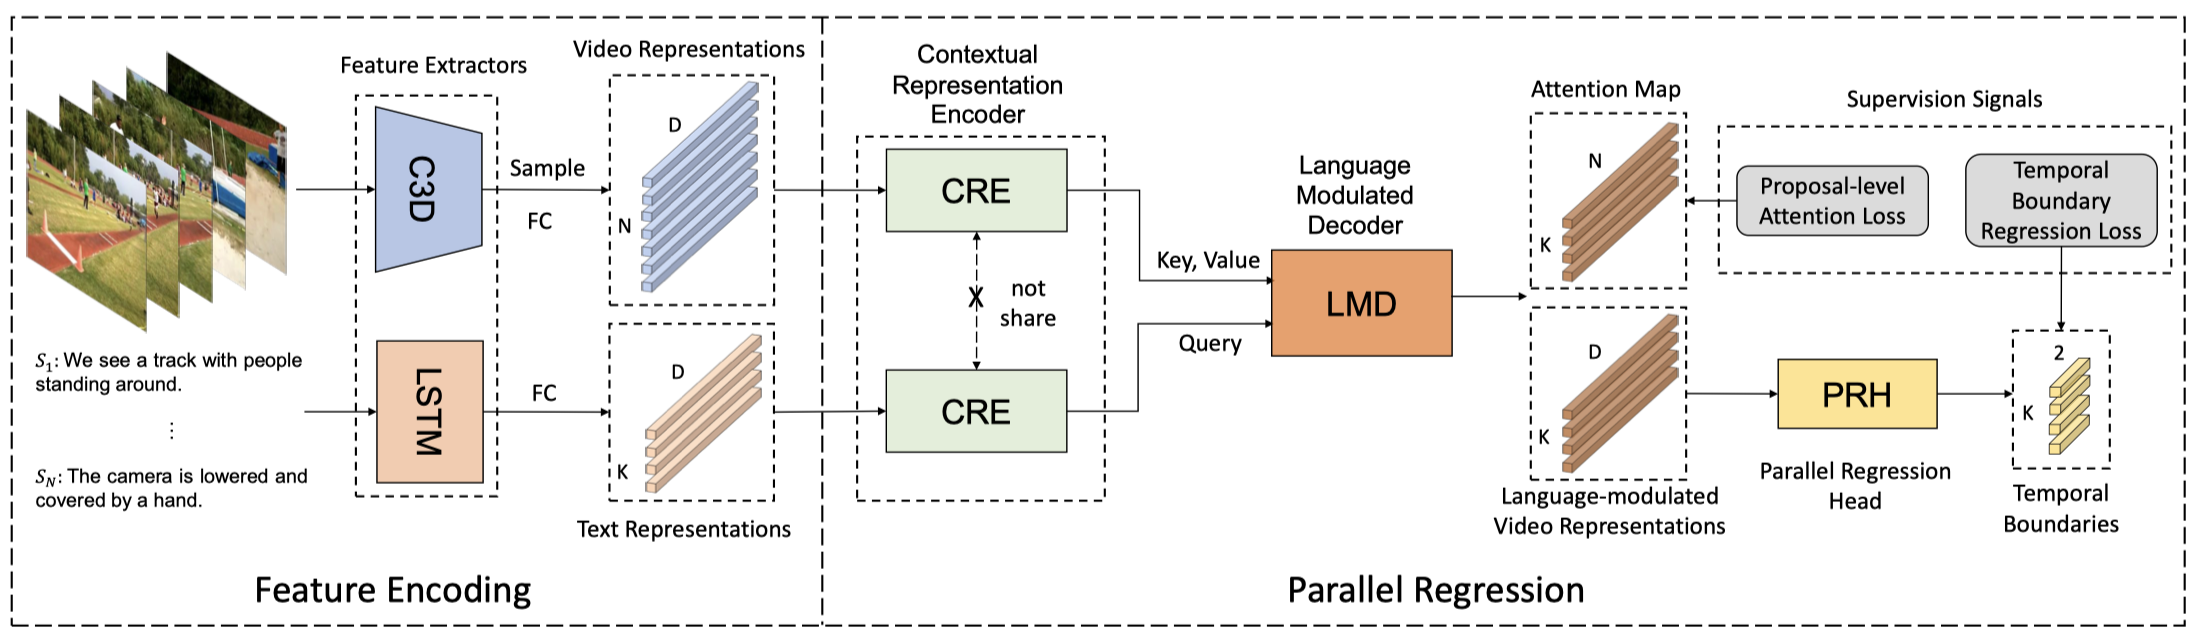 Feature Extractors
C3D
LSTM
S₁: We see a track with people
standing around.
⋮
S_N: The camera is lowered and
covered by a hand.
Sample
FC
FC
Video Representations
D
N
D
K
Text Representations
Feature Encoding
Contextual
Representation
Encoder
CRE
X
not
share
CRE
Key, Value
Query
Language
Modulated
Decoder
LMD
Attention Map
N
K
D
K
Language-modulated
Video Representations
Supervision Signals
Proposal-level
Attention Loss
Temporal
Boundary
Regression Loss
PRH
Parallel Regression
Head
2
K
Temporal
Boundaries
Parallel Regression